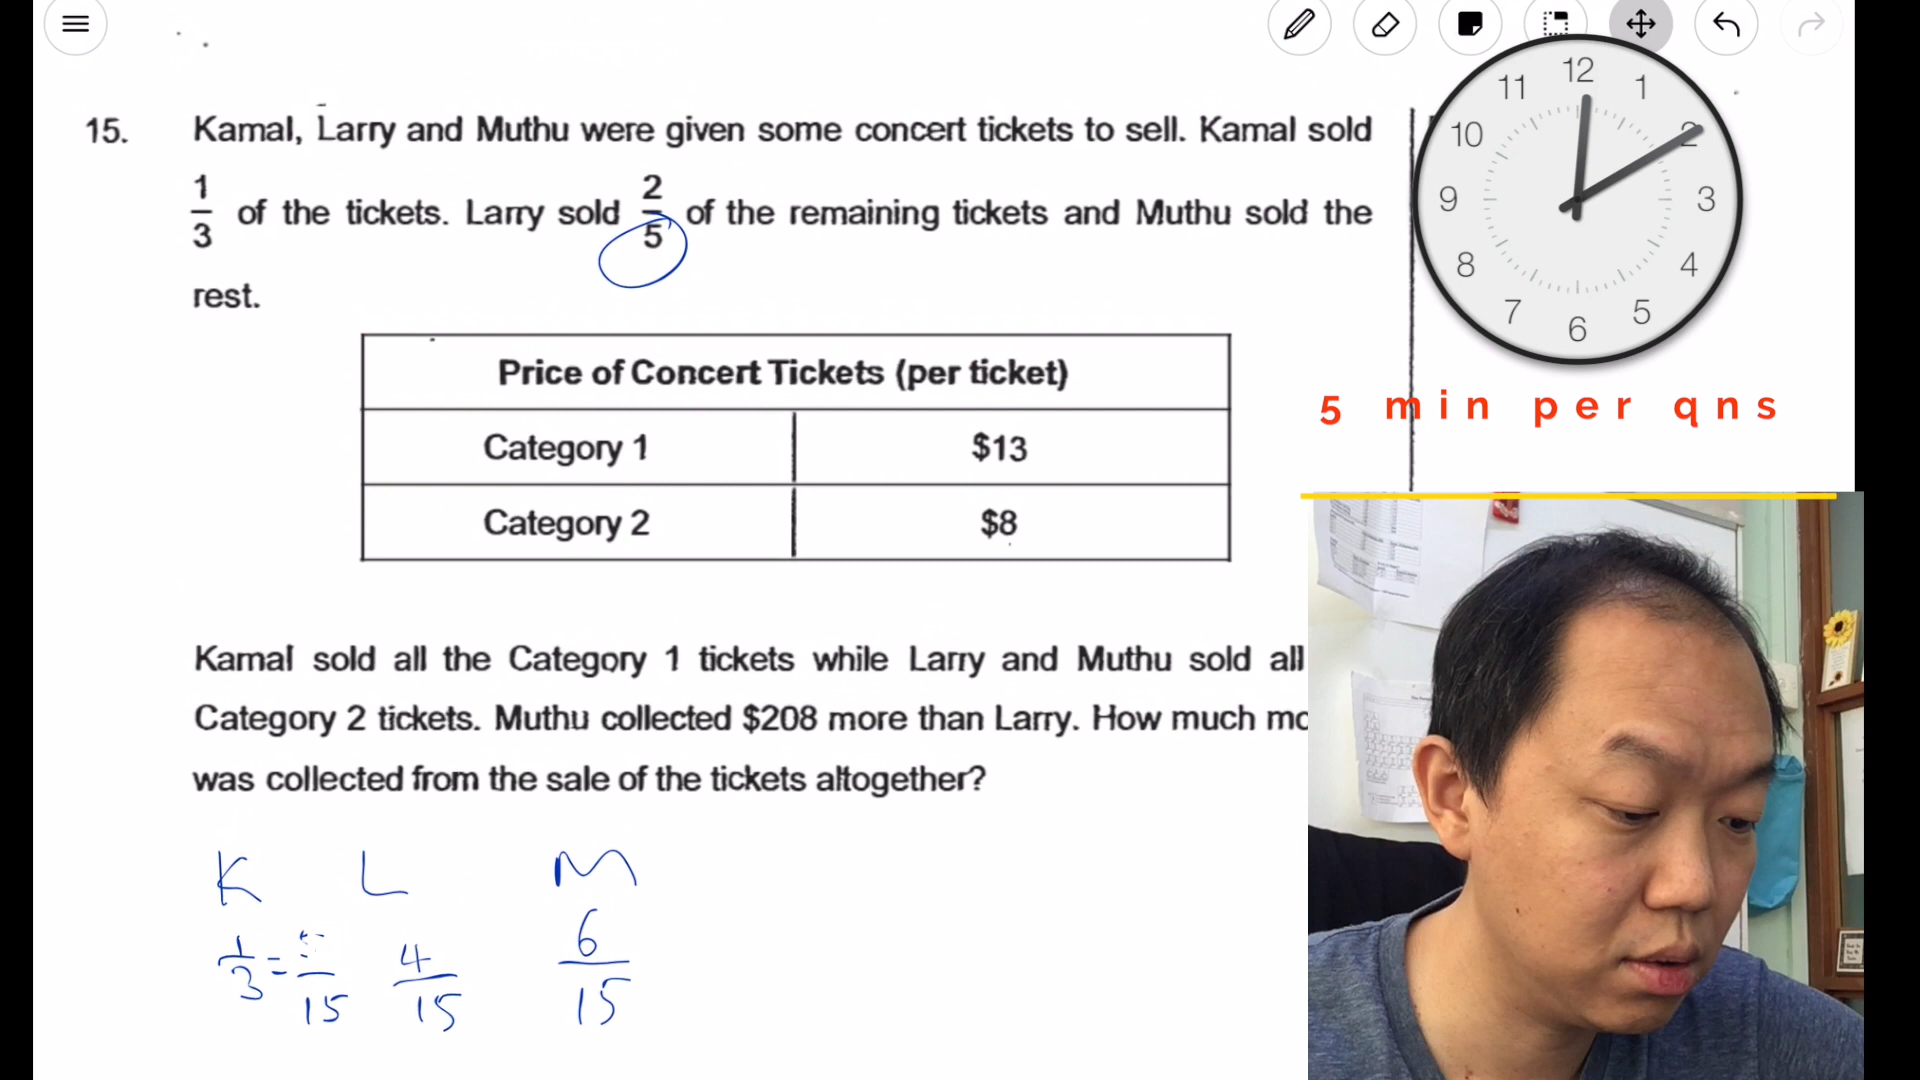 15. Kamal, Larry and Muthu were given some concert tickets to sell. Kamal sold
1/3 of the tickets. Larry sold 2/5 of the remaining tickets and Muthu sold the
rest.
Price of Concert Tickets (per ticket)
Category 1 $13
Category 2 $8
Kamal sold all the Category 1 tickets while Larry and Muthu sold all
Category 2 tickets. Muthu collected $208 more than Larry. How much
was collected from the sale of the tickets altogether?
K L M
1/3 = 5/15 4/15 6/15
12
1
2
3
4
5
6
7
8
9
10
11
5 min per qns